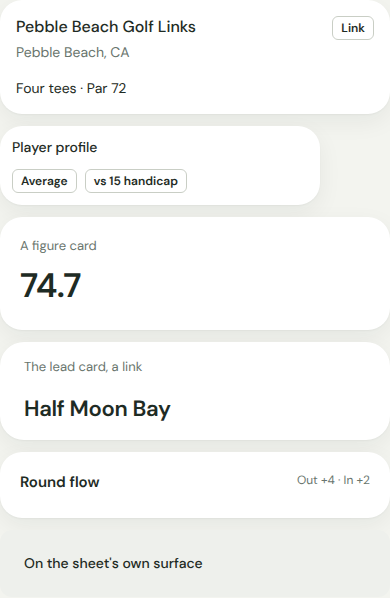 Pebble Beach Golf Links
Link
Pebble Beach, CA
Four tees · Par 72
Player profile
Average
vs 15 handicap
A figure card
74.7
The lead card, a link
Half Moon Bay
Round flow
Out +4 · In +2
On the sheet's own surface